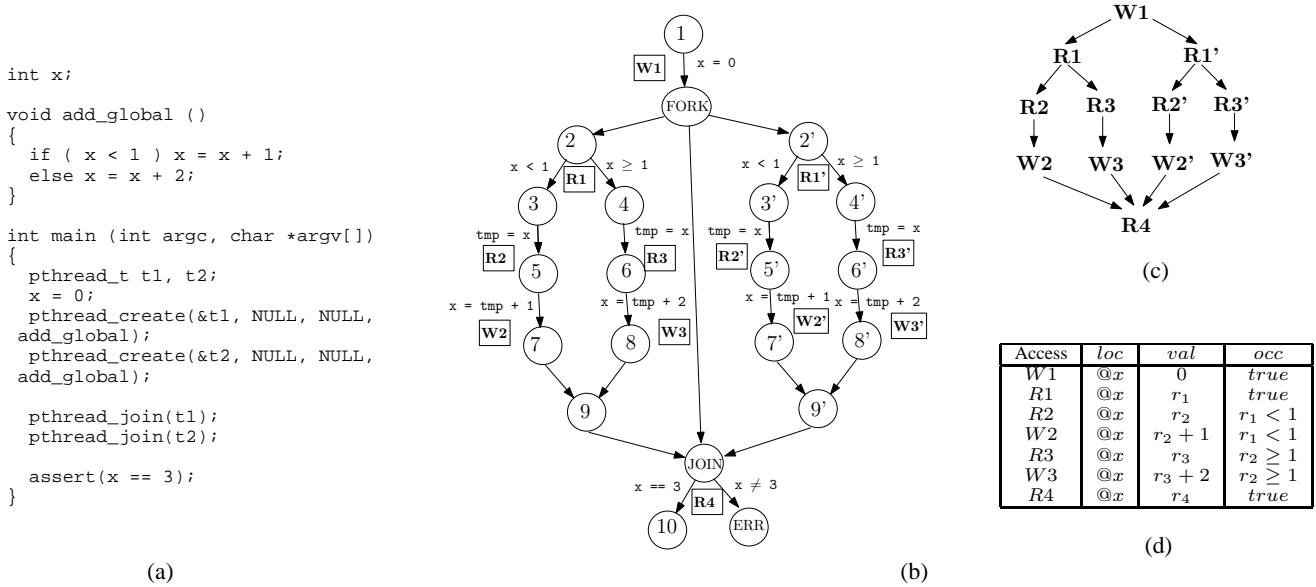 int x;
void add_global ()
{
if ( x < 1 ) x = x + 1;
else x = x + 2;
}
int main (int argc, char *argv[])
{
pthread_t t1, t2;
x = 0;
pthread_create(&t1, NULL, NULL,
add_global);
pthread_create(&t2, NULL, NULL,
add_global);
pthread_join(t1);
pthread_join(t2);
assert(x == 3);
}
(a)
1
W1 x = 0
FORK
2 2'
x < 1 R1 x ≥ 1 x < 1 R1' x ≥ 1
3 4 3' 4'
tmp = x tmp = x tmp = x tmp = x
R2 R3 R2' R3'
5 6 5' 6'
x = tmp + 1 x = tmp + 2 x = tmp + 1 x = tmp + 2
W2 W3 W2' W3'
7 8 7' 8'
9 9'
JOIN
x == 3 R4 x ≠ 3
10 ERR
(b)
W1
R1 R1'
R2 R3 R2' R3'
W2 W3 W2' W3'
R4
(c)
Access loc val occ
W1 @x 0 true
R1 @x r1 true
R2 @x r2 r1 < 1
W2 @x r2 + 1 r1 < 1
R3 @x r3 r2 ≥ 1
W3 @x r3 + 2 r2 ≥ 1
R4 @x r4 true
(d)